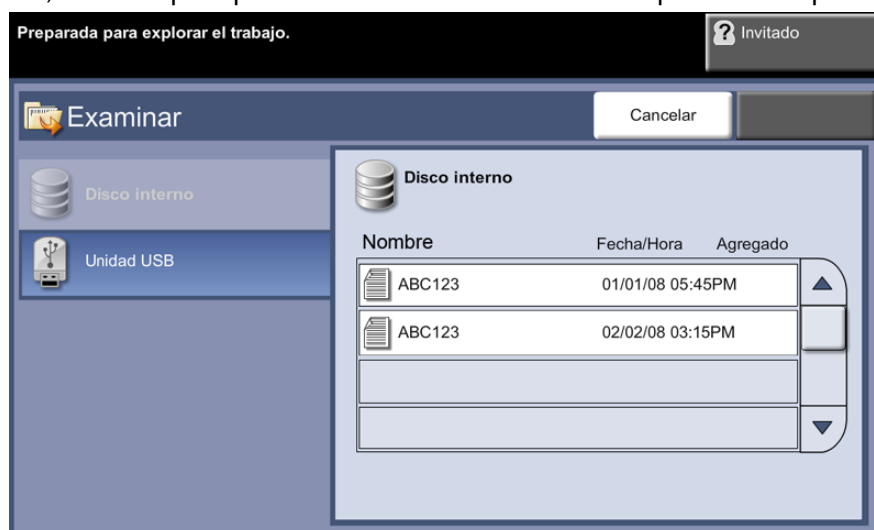 Preparada para explorar el trabajo.
Invitado
Examinar
Cancelar
Disco interno
Unidad USB
Disco interno
Nombre Fecha/Hora Agregado
ABC123 01/01/08 05:45PM
ABC123 02/02/08 03:15PM